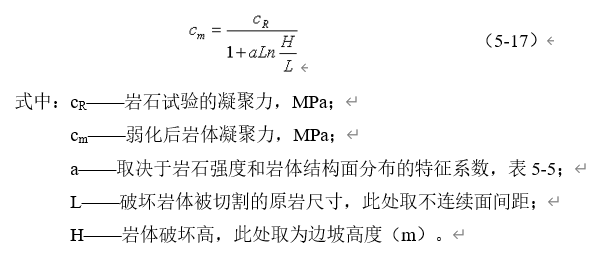 c_m = c_R / (1+aLn H/L) （5-17）
式中：c_R——岩石试验的凝聚力，MPa；
c_m——弱化后岩体凝聚力，MPa；
a——取决于岩石强度和岩体结构面分布的特征系数，表 5-5；
L——破坏岩体被切割的原岩尺寸，此处取不连续面间距；
H——岩体破坏高，此处取为边坡高度（m）。